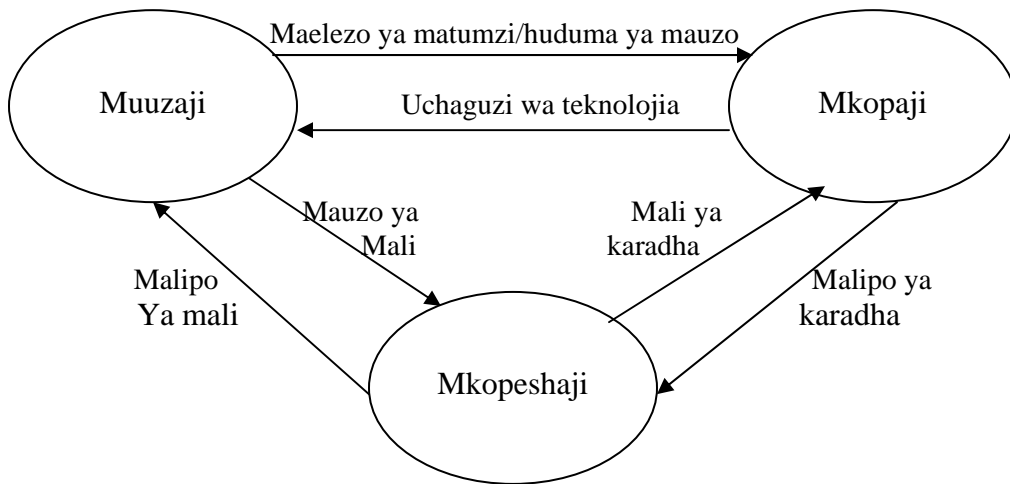 Maelezo ya matumzi/huduma ya mauzo
Muuzaji
Mkopaji
Uchaguzi wa teknolojia
Mauzo ya
Mali
Mali ya
karadha
Malipo
Ya mali
Malipo ya
karadha
Mkopeshaji